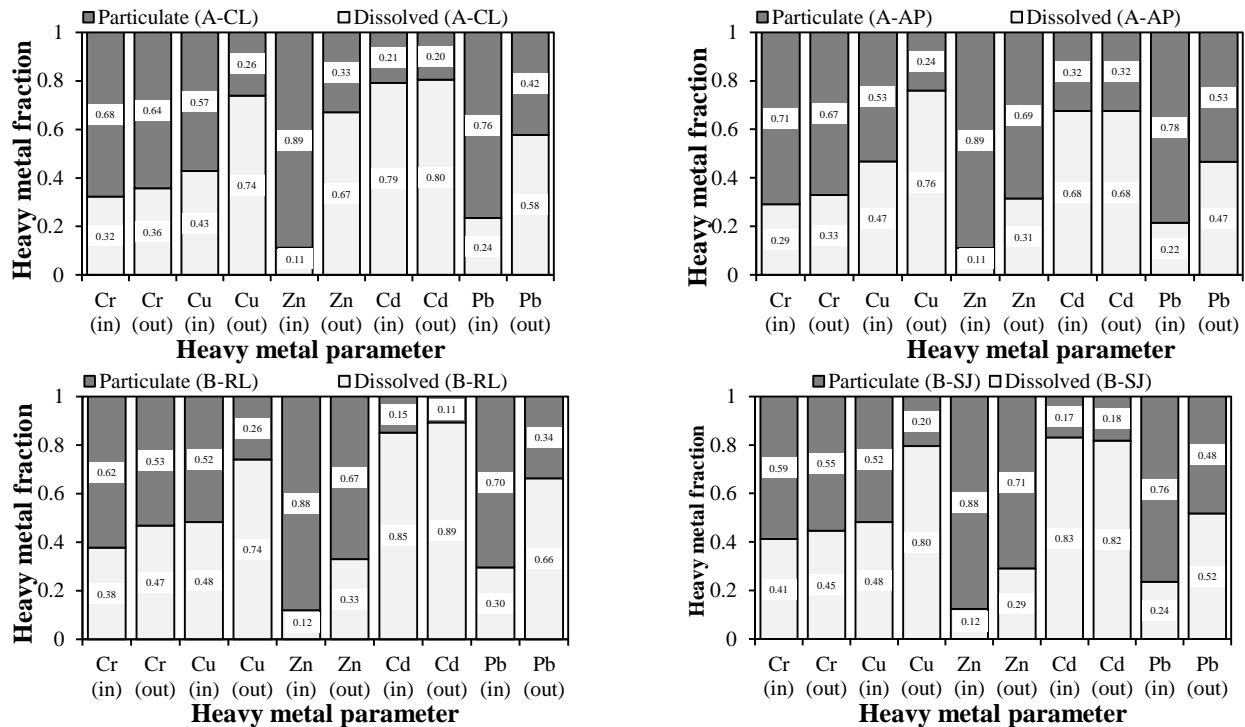 Particulate (A-CL) Dissolved (A-CL)
Heavy metal fraction
1
0.8
0.6
0.4
0.2
0
0.68 0.64 0.57 0.26 0.89 0.33 0.21 0.20 0.76 0.42
0.32 0.36 0.43 0.74 0.11 0.67 0.79 0.80 0.24 0.58
Cr Cr Cu Cu Zn Zn Cd Cd Pb Pb
(in) (out) (in) (out) (in) (out) (in) (out) (in) (out)
Heavy metal parameter
Particulate (A-AP) Dissolved (A-AP)
Heavy metal fraction
1
0.8
0.6
0.4
0.2
0
0.71 0.67 0.53 0.24 0.89 0.69 0.32 0.32 0.78 0.53
0.29 0.33 0.47 0.76 0.11 0.31 0.68 0.68 0.22 0.47
Cr Cr Cu Cu Zn Zn Cd Cd Pb Pb
(in) (out) (in) (out) (in) (out) (in) (out) (in) (out)
Heavy metal parameter
Particulate (B-RL) Dissolved (B-RL)
Heavy metal fraction
1
0.8
0.6
0.4
0.2
0
0.62 0.53 0.52 0.26 0.88 0.67 0.15 0.11 0.70 0.34
0.38 0.47 0.48 0.74 0.12 0.33 0.85 0.89 0.30 0.66
Cr Cr Cu Cu Zn Zn Cd Cd Pb Pb
(in) (out) (in) (out) (in) (out) (in) (out) (in) (out)
Heavy metal parameter
Particulate (B-SJ) Dissolved (B-SJ)
Heavy metal fraction
1
0.8
0.6
0.4
0.2
0
0.59 0.55 0.52 0.20 0.88 0.71 0.17 0.18 0.76 0.48
0.41 0.45 0.48 0.80 0.12 0.29 0.83 0.82 0.24 0.52
Cr Cr Cu Cu Zn Zn Cd Cd Pb Pb
(in) (out) (in) (out) (in) (out) (in) (out) (in) (out)
Heavy metal parameter